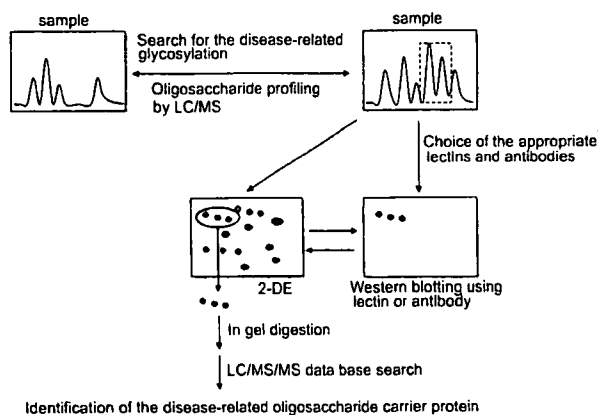 sample
sample
Search for the disease-related
glycosylation
Oligosaccharide profiling
by LC/MS
Choice of the appropriate
lectins and antibodies
2-DE
Western blotting using
lectin or antibody
In gel digestion
LC/MS/MS data base search
Identification of the disease-related oligosaccharide carrier protein